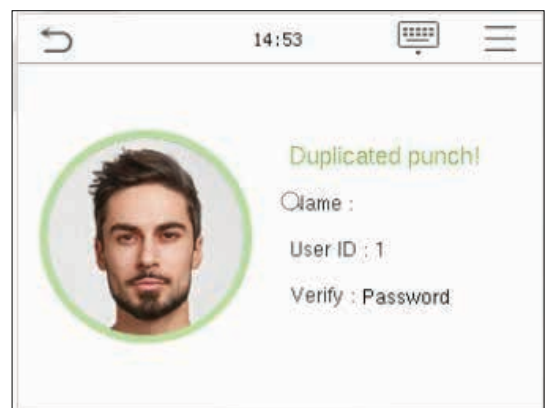 14:53
Duplicated punch!
Name :
User ID : 1
Verify : Password